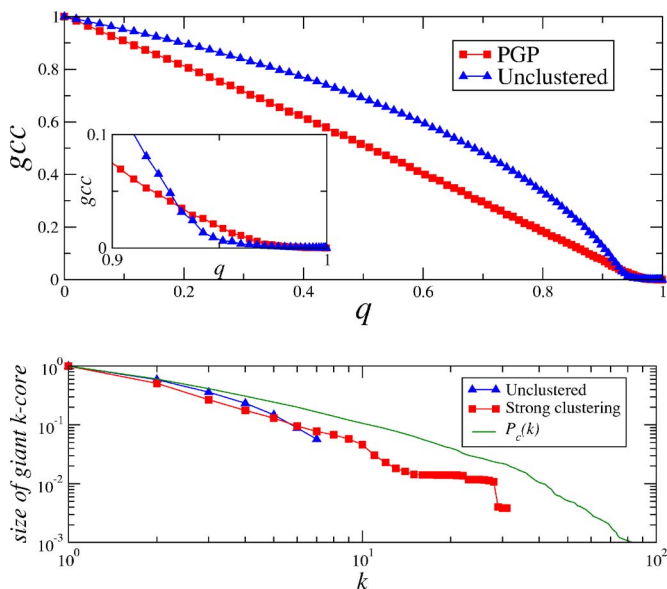 1
0.8
0.6
0.4
0.2
0
gcc
PGP
Unclustered
0.1
gcc
0
0.9
q
1
0 0.2 0.4 0.6 0.8 1
q
10^0
10^-1
10^-2
10^-3
size of giant k-core
Unclustered
Strong clustering
P_c(k)
10^0 10^1 10^2
k